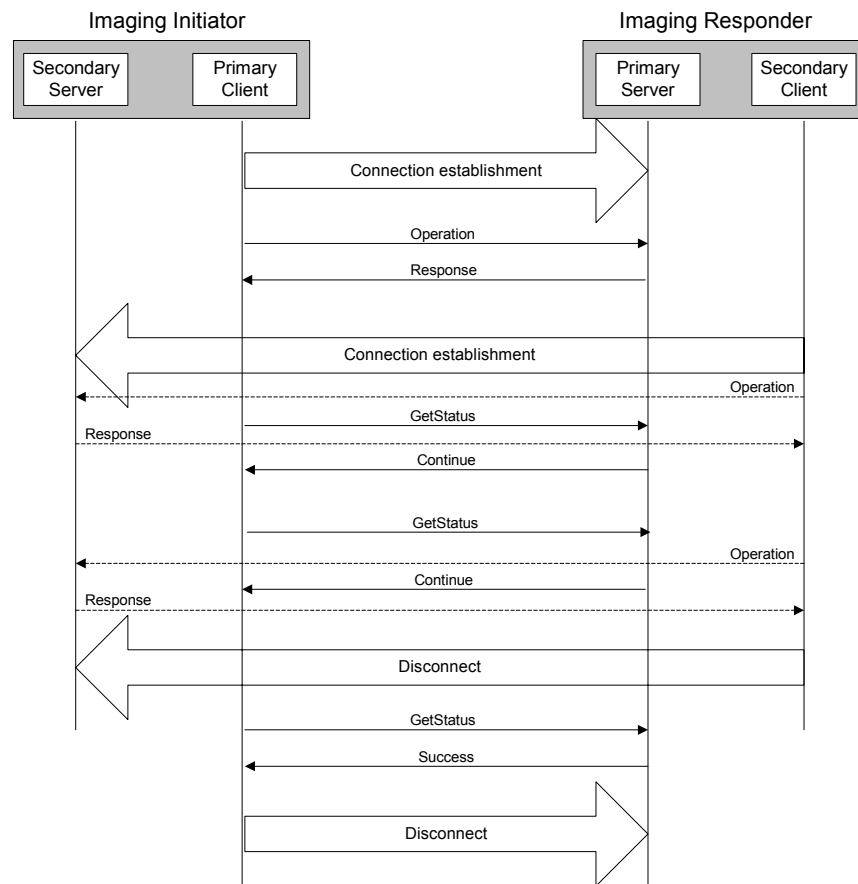 Imaging Initiator
Imaging Responder
Secondary
Server
Primary
Client
Primary
Server
Secondary
Client
Connection establishment
Operation
Response
Connection establishment
Operation
GetStatus
Response
Continue
GetStatus
Operation
Continue
Response
Disconnect
GetStatus
Success
Disconnect